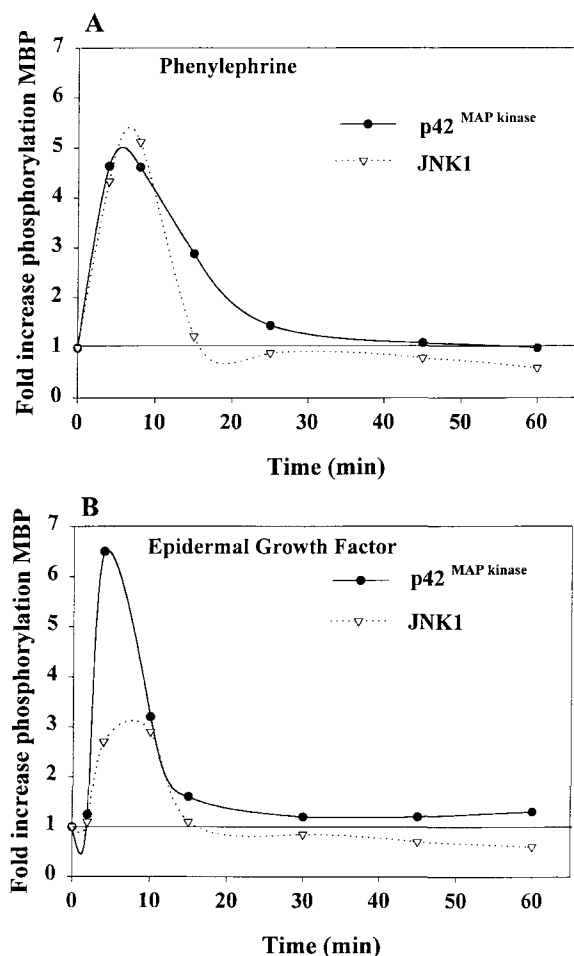 A
Phenylephrine
p42 MAP kinase
JNK1
Fold increase phosphorylation MBP
7
6
5
4
3
2
1
0
0 10 20 30 40 50 60
Time (min)
B
Epidermal Growth Factor
p42 MAP kinase
JNK1
Fold increase phosphorylation MBP
7
6
5
4
3
2
1
0
0 10 20 30 40 50 60
Time (min)